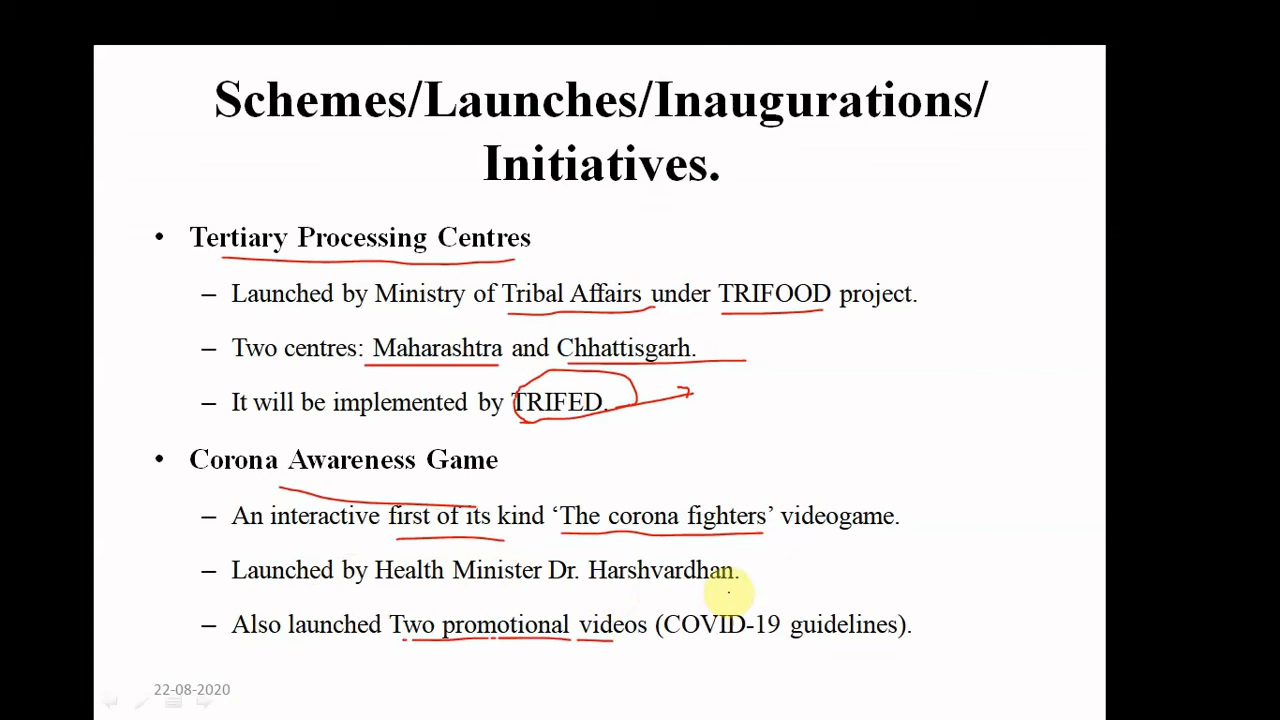 Schemes/Launches/Inaugurations/
Initiatives.
• Tertiary Processing Centres
– Launched by Ministry of Tribal Affairs under TRIFOOD project.
– Two centres: Maharashtra and Chhattisgarh.
– It will be implemented by TRIFED.
• Corona Awareness Game
– An interactive first of its kind ‘The corona fighters’ videogame.
– Launched by Health Minister Dr. Harshvardhan.
– Also launched Two promotional videos (COVID-19 guidelines).
22-08-2020